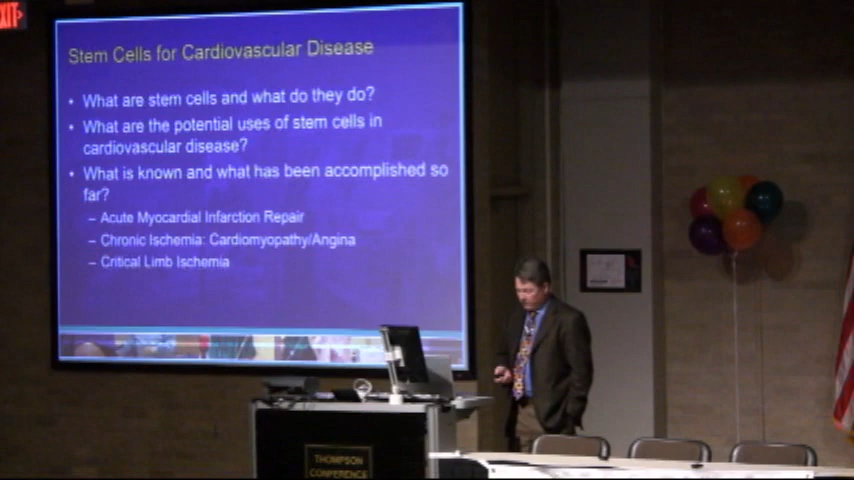 EXIT
Stem Cells for Cardiovascular Disease
• What are stem cells and what do they do?
• What are the potential uses of stem cells in
cardiovascular disease?
• What is known and what has been accomplished so
far?
– Acute Myocardial Infarction Repair
– Chronic Ischemia: Cardiomyopathy/Angina
– Critical Limb Ischemia
THOMPSON
CONFERENCE